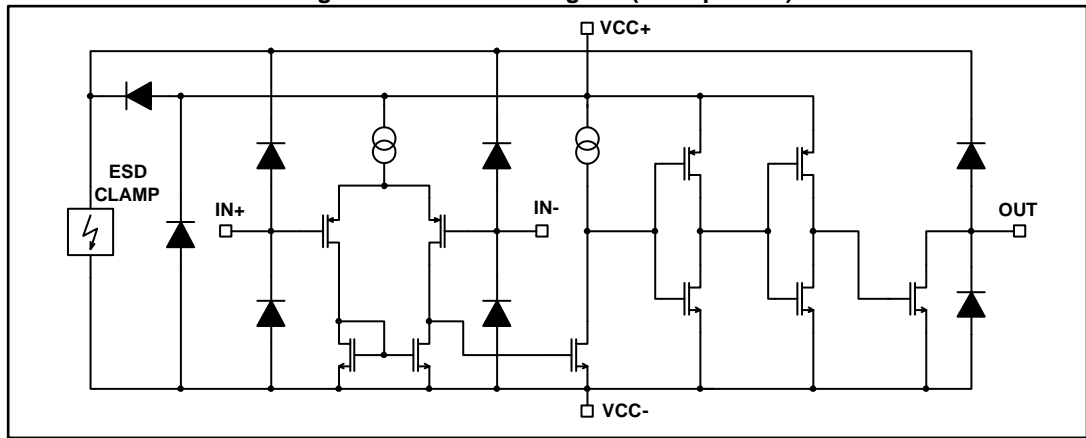 VCC+
ESD
CLAMP
IN+
IN-
OUT
VCC-